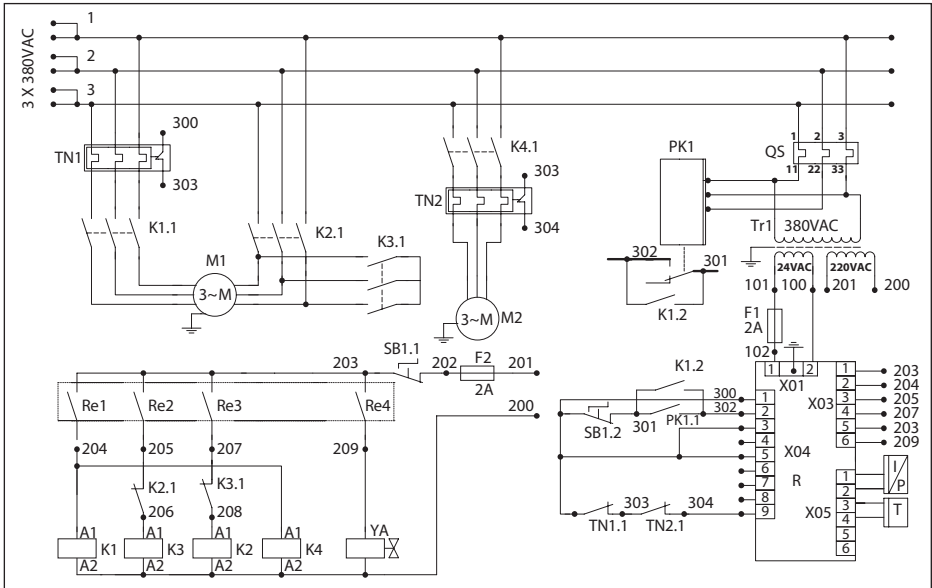 3 X 380VAC
1
2
3
TN1
300
303
K1.1
M1
3~M
K2.1
K3.1
K4.1
303
TN2
304
3~M
M2
PK1
302
301
K1.2
1 2 3
QS
11 22 33
Tr1
380VAC
24VAC
220VAC
101
100
201
200
F1
2A
102
203
SB1.1
202
F2
2A
201
200
Re1
Re2
Re3
Re4
204
205
207
209
K2.1
206
K3.1
208
A1
K1
A2
A1
K3
A2
A1
K2
A2
A1
K4
A2
YA
SB1.2
301
K1.2
PK1.1
300
302
TN1.1
303
TN2.1
304
1 2
X01
1
2
3
4
5
6
7
8
9
X04
R
X03
1
2
3
4
5
6
203
204
205
207
203
209
X05
1
2
3
4
5
6
I/P
T